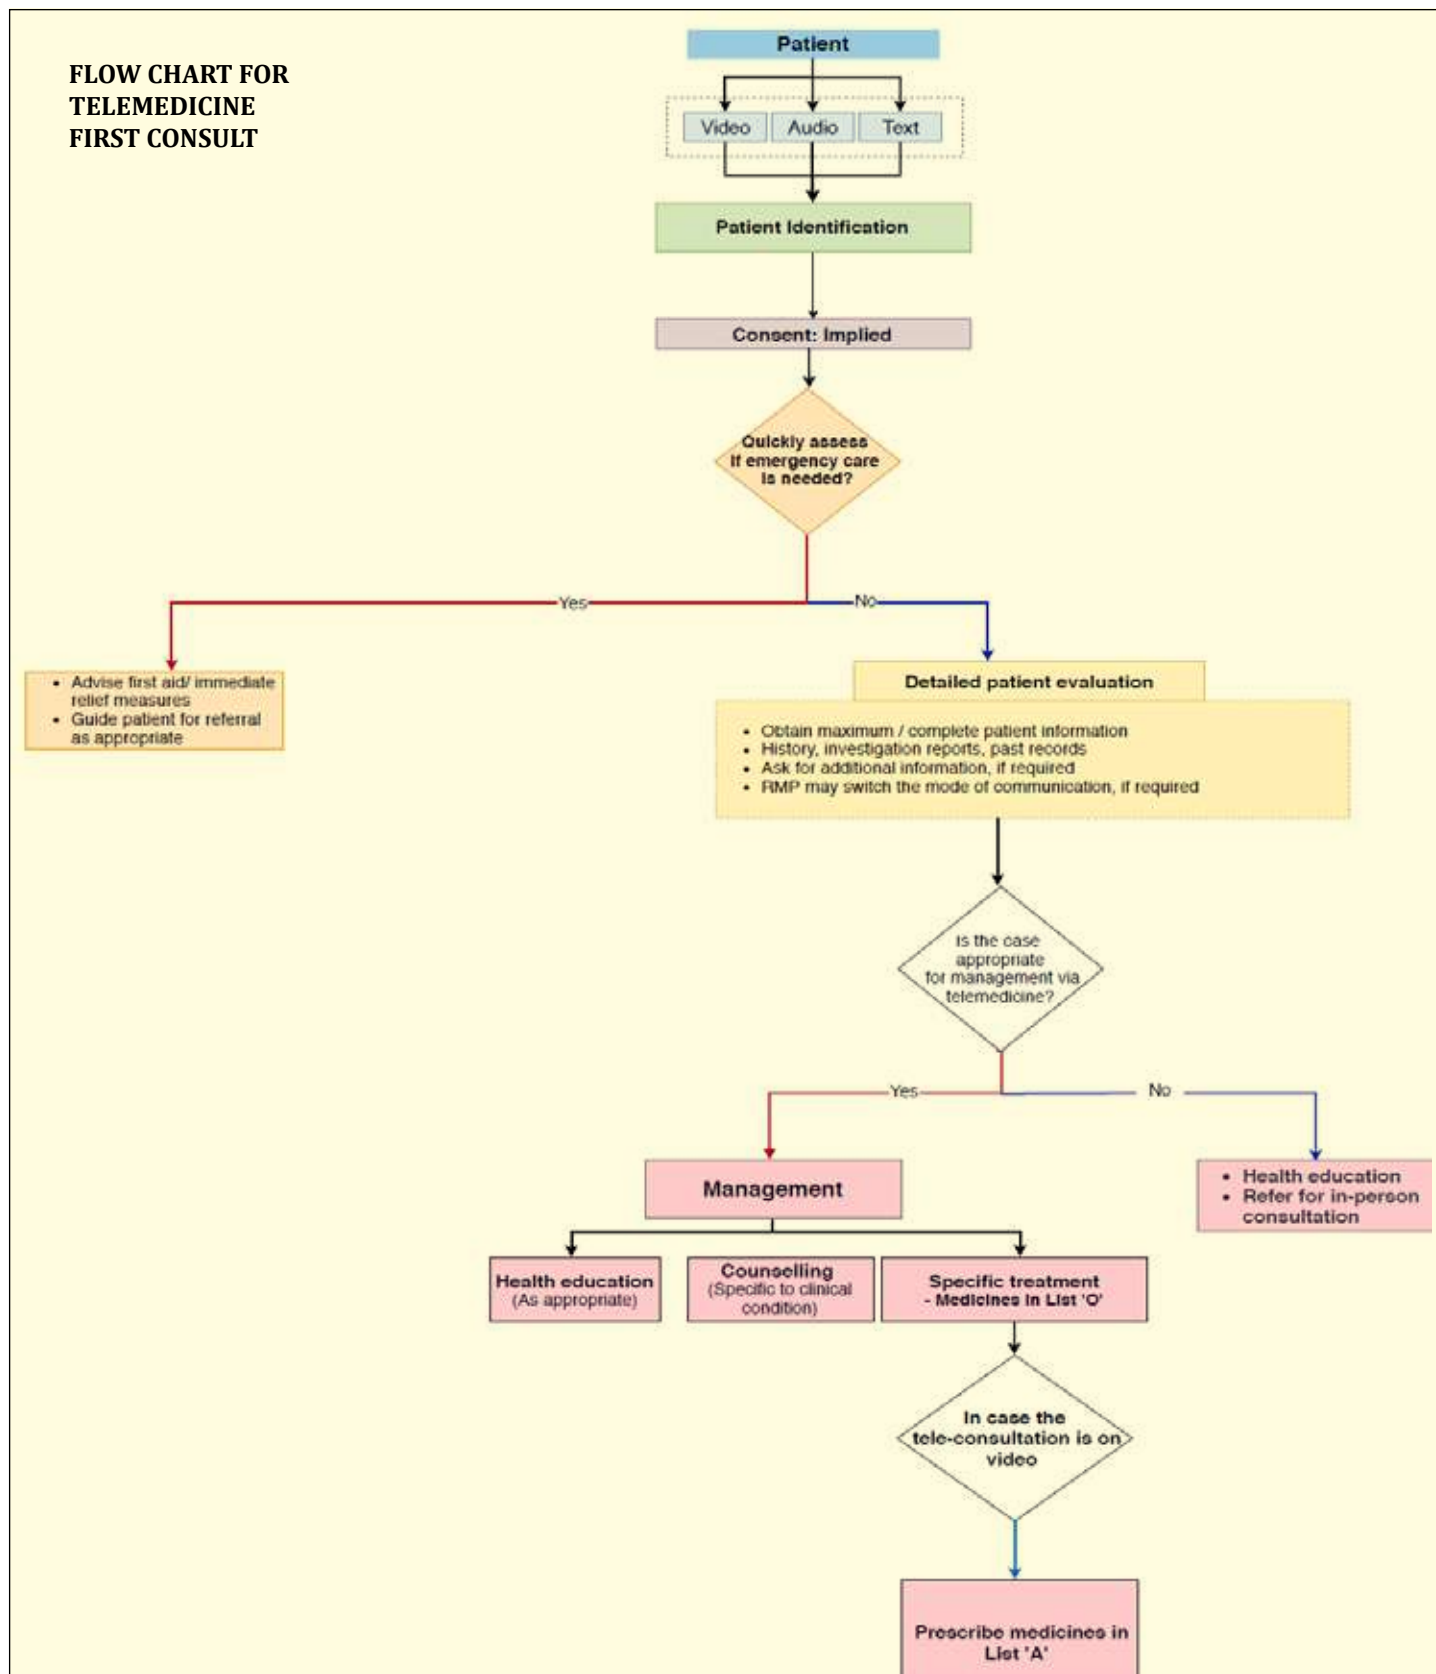 FLOW CHART FOR
TELEMEDICINE
FIRST CONSULT
Patient
Video
Audio
Text
Patient Identification
Consent: Implied
Quickly assess
if emergency care
is needed?
Yes
No
• Advise first aid/ immediate
relief measures
• Guide patient for referral
as appropriate
Detailed patient evaluation
• Obtain maximum / complete patient information
• History, investigation reports, past records
• Ask for additional information, if required
• RMP may switch the mode of communication, if required
Is the case
appropriate
for management via
telemedicine?
Yes
No
Management
• Health education
• Refer for in-person
consultation
Health education
(As appropriate)
Counselling
(Specific to clinical
condition)
Specific treatment
- Medicines in List 'O'
In case the
tele-consultation is on
video
Prescribe medicines in
List 'A'